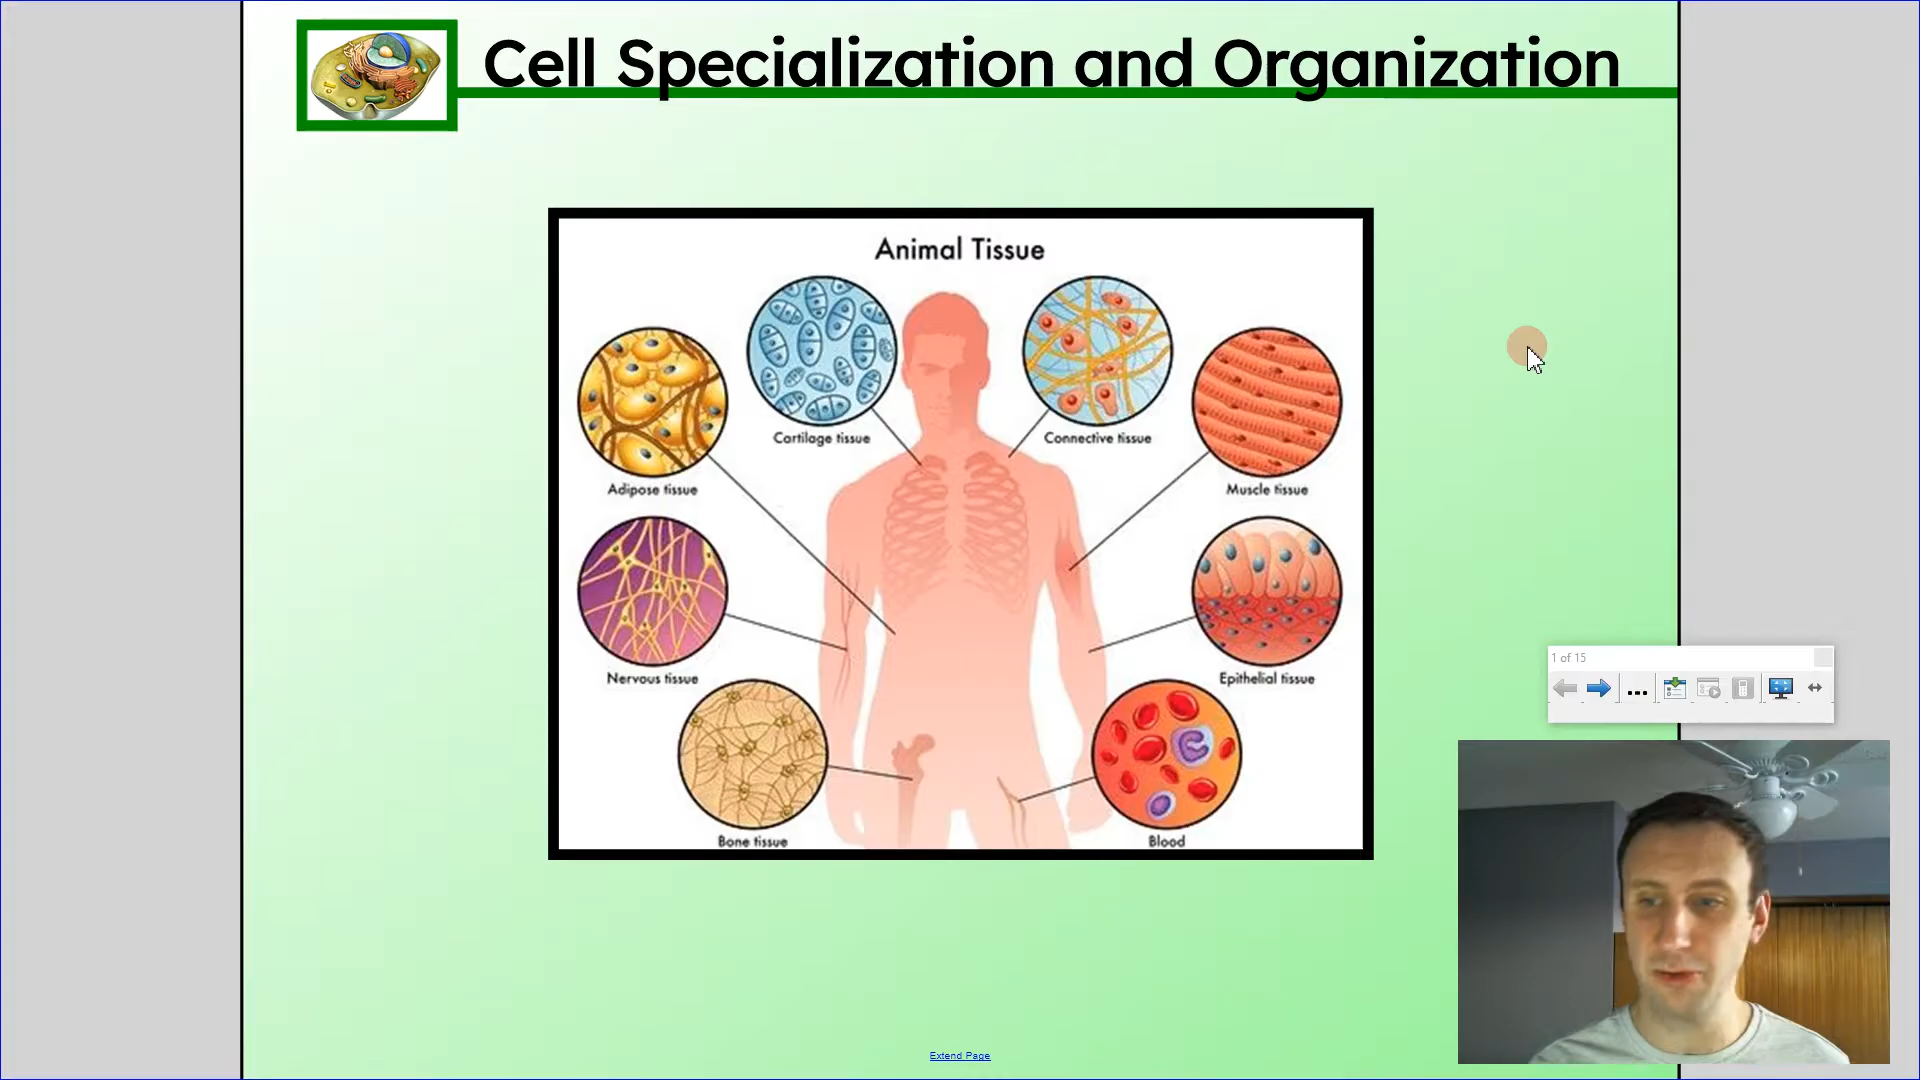 Cell Specialization and Organization
Animal Tissue
Cartilage tissue
Connective tissue
Adipose tissue
Muscle tissue
Nervous tissue
Epithelial tissue
Bone tissue
Blood
1 of 15
Extend Page